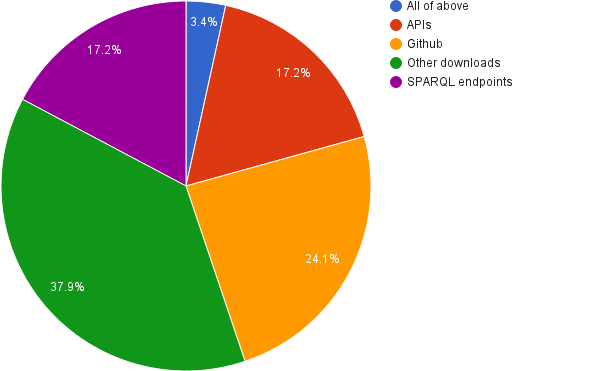 3.4%
17.2%
17.2%
24.1%
37.9%
All of above
APIs
Github
Other downloads
SPARQL endpoints